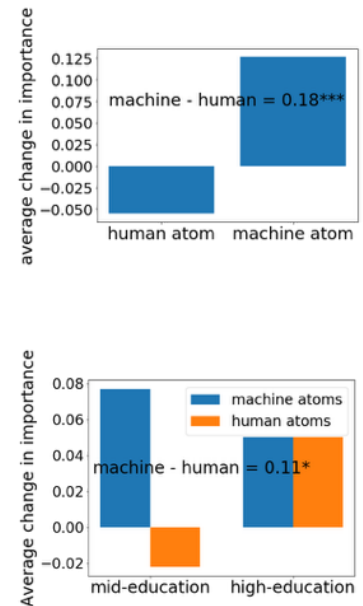 average change in importance
0.125
0.100
0.075
0.050
0.025
0.000
−0.025
−0.050
machine - human = 0.18***
human atom machine atom
Average change in importance
0.08
0.06
0.04
0.02
0.00
−0.02
machine atoms
human atoms
machine - human = 0.11*
mid-education high-education